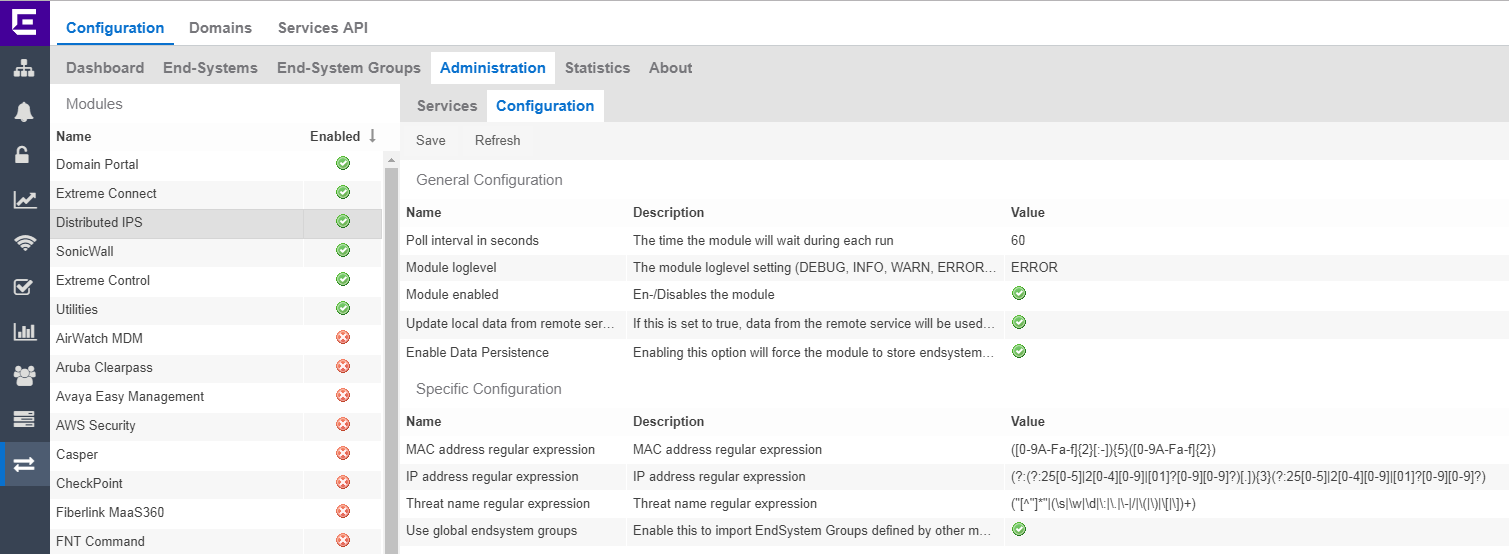 Configuration Domains Services API
Dashboard End-Systems End-System Groups Administration Statistics About
Modules
Name Enabled
Domain Portal
Extreme Connect
Distributed IPS
SonicWall
Extreme Control
Utilities
AirWatch MDM
Aruba Clearpass
Avaya Easy Management
AWS Security
Casper
CheckPoint
Fiberlink MaaS360
FNT Command
Services Configuration
Save Refresh
General Configuration
Name Description Value
Poll interval in seconds The time the module will wait during each run 60
Module loglevel The module loglevel setting (DEBUG, INFO, WARN, ERROR... ERROR
Module enabled En-/Disables the module
Update local data from remote ser... If this is set to true, data from the remote service will be used...
Enable Data Persistence Enabling this option will force the module to store endsystem...
Specific Configuration
Name Description Value
MAC address regular expression MAC address regular expression ([0-9A-Fa-f]{2}[:-]){5}([0-9A-Fa-f]{2})
IP address regular expression IP address regular expression (?:(?:25[0-5]|2[0-4][0-9]|[01]?[0-9][0-9]?)[.]){3}(?:25[0-5]|2[0-4][0-9]|[01]?[0-9][0-9]?)
Threat name regular expression Threat name regular expression ("[^"]*"|(\s|\w|\d|\:|\.|\-|/|\(|\)|\[|\])+)
Use global endsystem groups Enable this to import EndSystem Groups defined by other m...